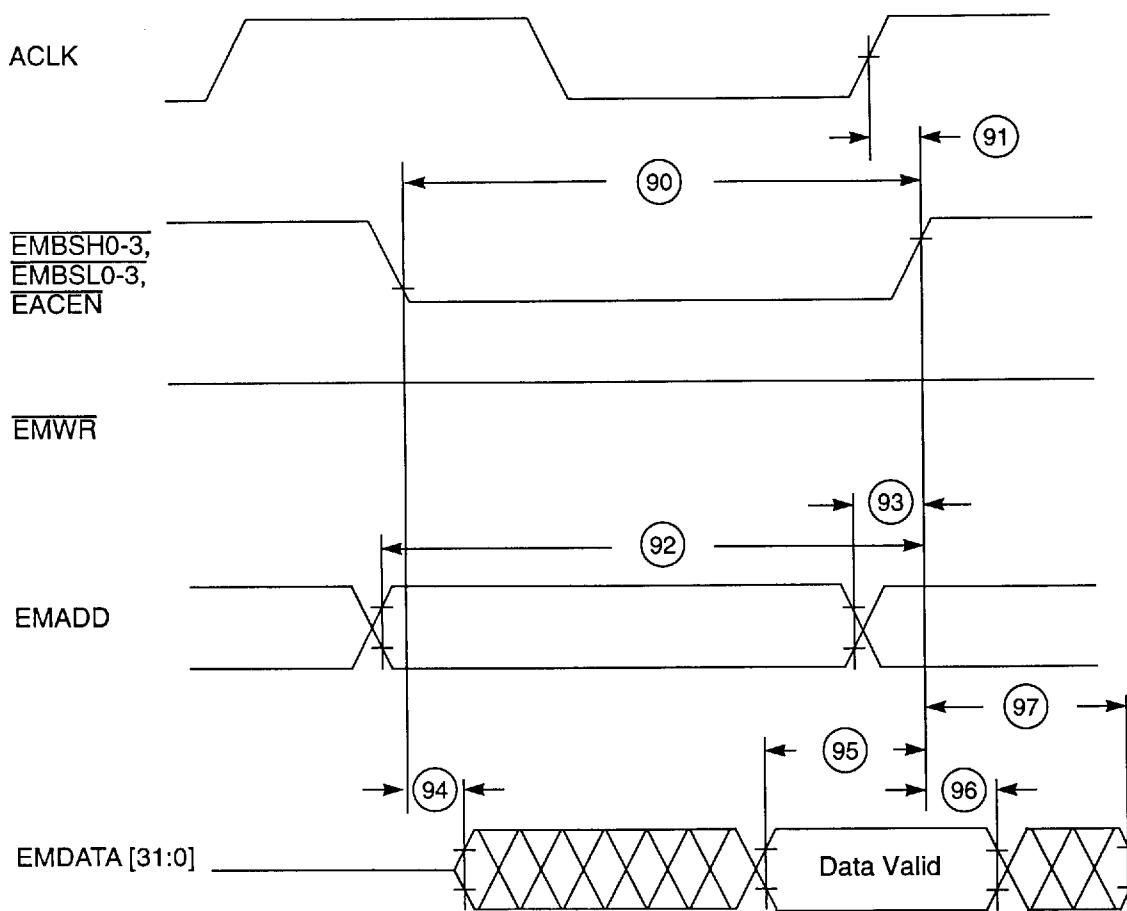 ACLK
91
90
EMBSH0-3,
EMBSL0-3,
EACEN
EMWR
93
92
EMADD
97
95
94
96
EMDATA [31:0]
Data Valid